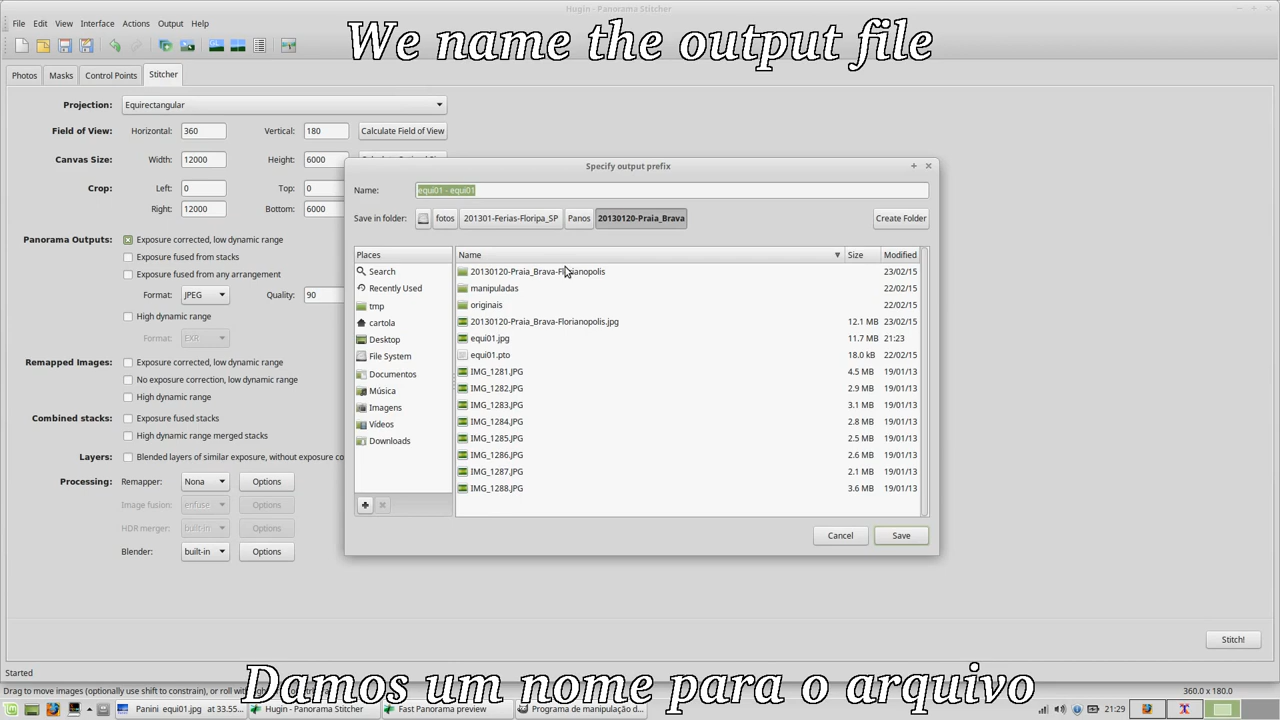 Hugin - Panorama Stitcher
File Edit View Interface Actions Output Help
We name the output file
Photos Masks Control Points Stitcher
Projection: Equirectangular
Field of View: Horizontal: 360 Vertical: 180 Calculate Field of View
Canvas Size: Width: 12000 Height: 6000
Crop: Left: 0 Top: 0
Right: 12000 Bottom: 6000
Panorama Outputs: Exposure corrected, low dynamic range
Exposure fused from stacks
Exposure fused from any arrangement
Format: JPEG Quality: 90
High dynamic range
Format: EXR
Remapped Images: Exposure corrected, low dynamic range
No exposure correction, low dynamic range
High dynamic range
Combined stacks: Exposure fused stacks
High dynamic range merged stacks
Layers: Blended layers of similar exposure, without exposure co
Processing: Remapper: None Options
Image fusion: enfuse Options
HDR merger: built-in Options
Blender: built-in Options
Specify output prefix
Name: equi01 - equi01
Save in folder: fotos 201301-Ferias-Floripa_SP Panos 20130120-Praia_Brava Create Folder
Places
Search
Recently Used
tmp
cartola
Desktop
File System
Documentos
Música
Imagens
Vídeos
Downloads
Name Size Modified
20130120-Praia_Brava-Florianopolis 23/02/15
manipuladas 22/02/15
originais 22/02/15
20130120-Praia_Brava-Florianopolis.jpg 12.1 MB 23/02/15
equi01.jpg 11.7 MB 21:23
equi01.pto 18.0 kB 22/02/15
IMG_1281.JPG 4.5 MB 19/01/13
IMG_1282.JPG 2.9 MB 19/01/13
IMG_1283.JPG 3.1 MB 19/01/13
IMG_1284.JPG 2.8 MB 19/01/13
IMG_1285.JPG 2.5 MB 19/01/13
IMG_1286.JPG 2.6 MB 19/01/13
IMG_1287.JPG 2.1 MB 19/01/13
IMG_1288.JPG 3.6 MB 19/01/13
Cancel Save
Stitch!
Started
Damos um nome para o arquivo
Drag to move images (optionally use shift to constrain), or roll 360.0 x 180.0
Panini equi01.jpg at 33.55... Hugin - Panorama Stitcher Fast Panorama preview Programa de manipulação d... 21:29